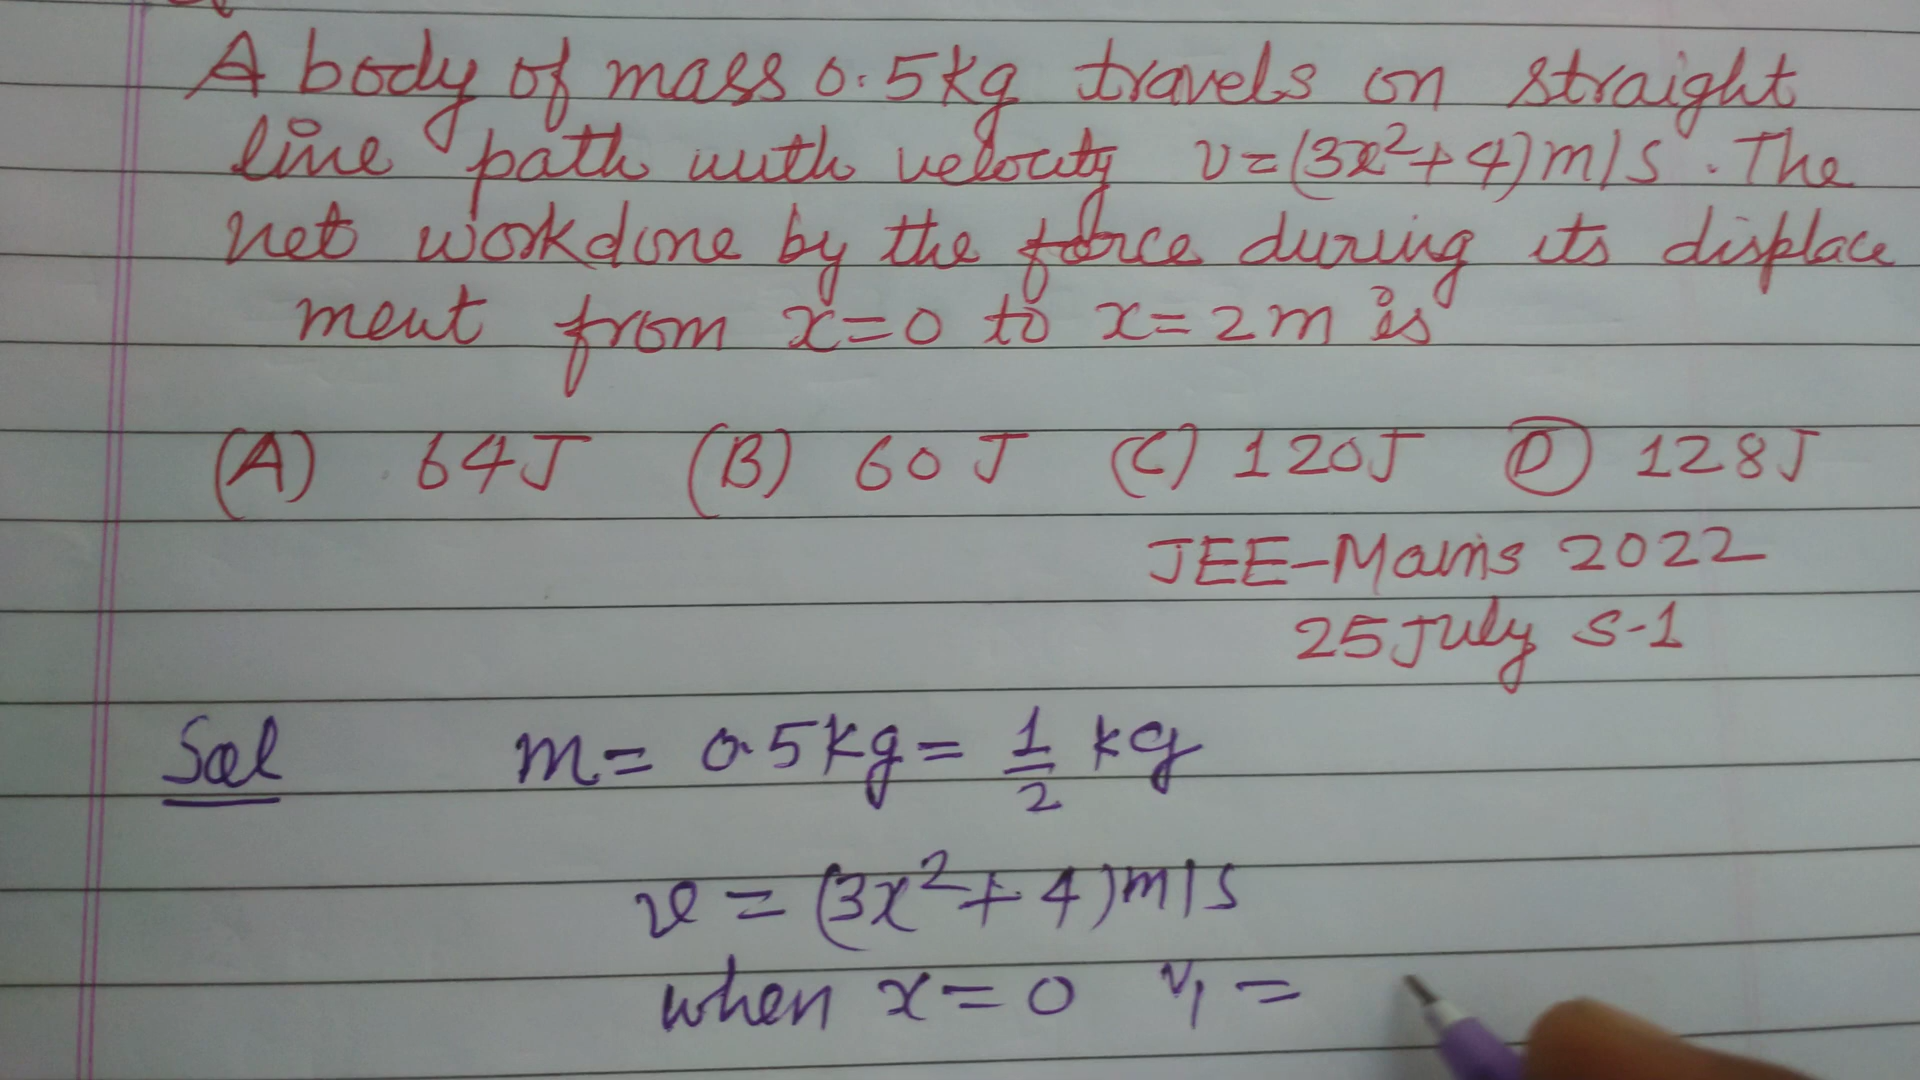 A body of mass 0.5kg travels on straight
line path with velocity v=(3x²+4)m/s. The
net workdone by the force during its displace
ment from x=0 to x=2m is
(A) 64J (B) 60J (C) 120J (D) 128J
JEE-Mains 2022
25 July S-1
Sol m= 0.5kg= 1/2 kg
v = (3x²+4)m/s
when x=0 v₁ =